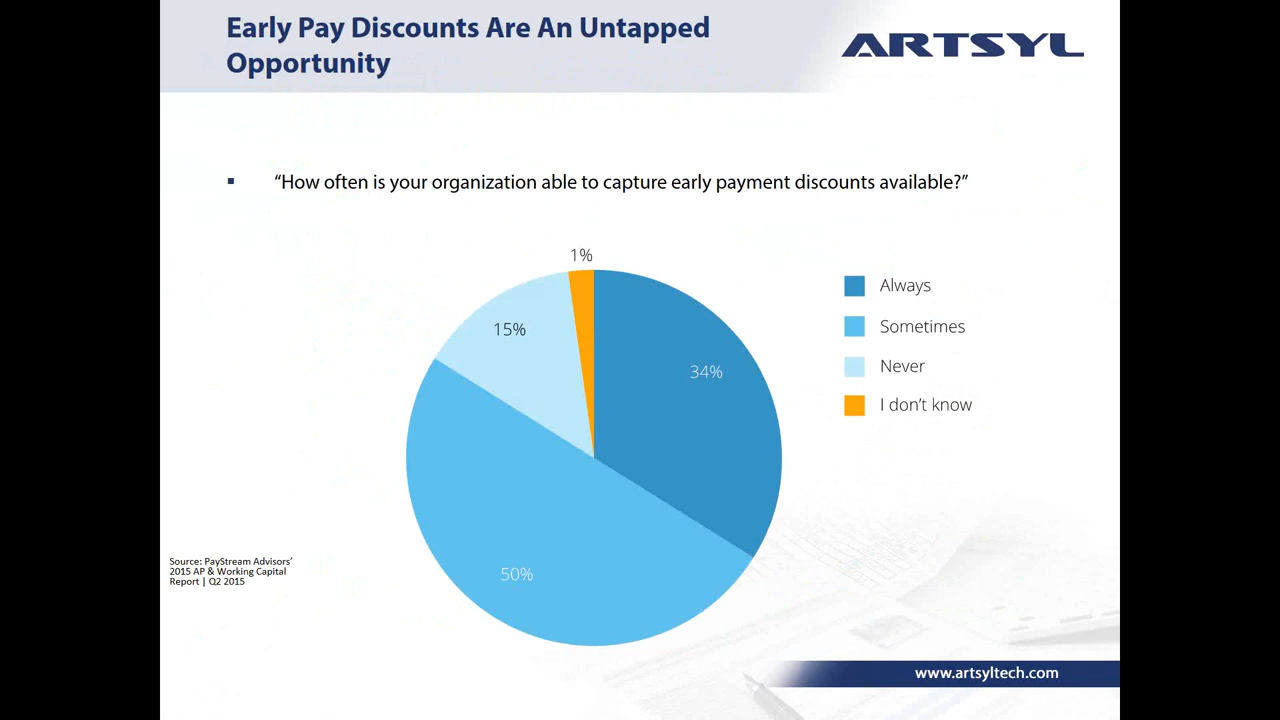 Early Pay Discounts Are An Untapped
Opportunity
ARTSYL
▪ “How often is your organization able to capture early payment discounts available?”
1%
15%
34%
50%
Always
Sometimes
Never
I don’t know
Source: PayStream Advisors’
2015 AP & Working Capital
Report | Q2 2015
www.artsyltech.com